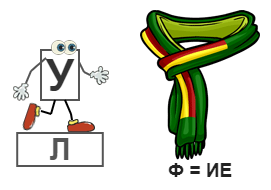 У
Л
Ф = ИЕ